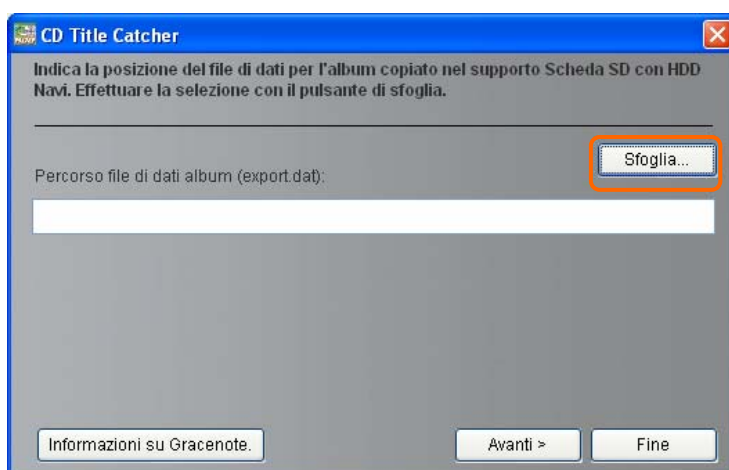 CD Title Catcher
Indica la posizione del file di dati per l'album copiato nel supporto Scheda SD con HDD
Navi. Effettuare la selezione con il pulsante di sfoglia.
Sfoglia...
Percorso file di dati album (export.dat):
Informazioni su Gracenote.
Avanti >
Fine